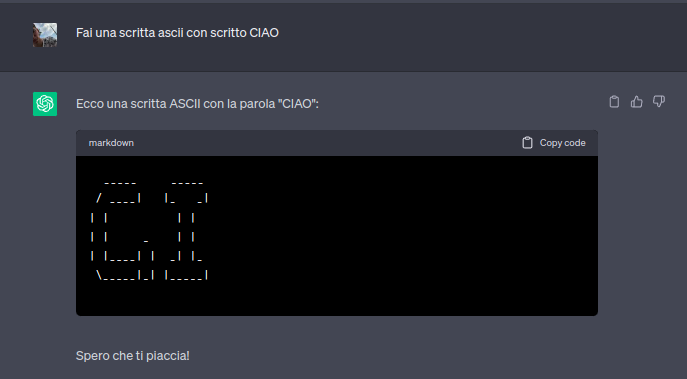 Fai una scritta ascii con scritto CIAO
Ecco una scritta ASCII con la parola "CIAO":
markdown
Copy code
  _____     _____
 / ____|   |_   _|
| |          | |
| |     _    | |
| |____| |  _| |_
 \_____|_| |_____|
Spero che ti piaccia!